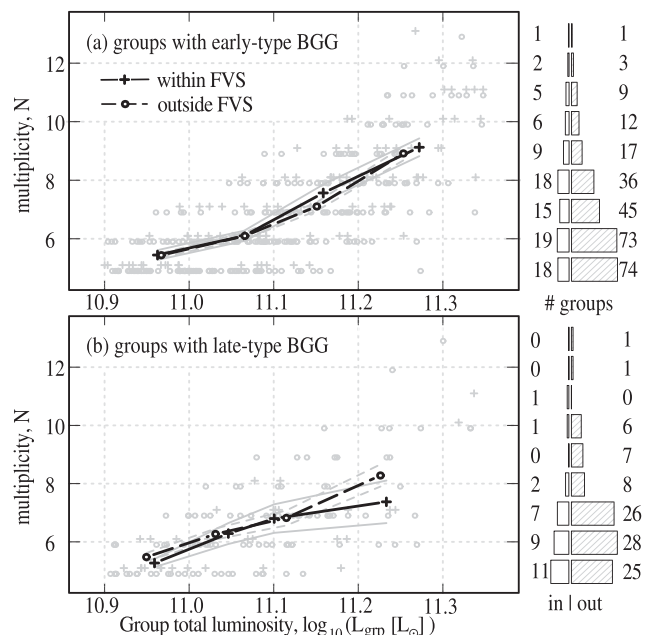 (a) groups with early-type BGG
within FVS
outside FVS
multiplicity, N
12
10
8
6
10.9 11.0 11.1 11.2 11.3
1 1
2 3
5 9
6 12
9 17
18 36
15 45
19 73
18 74
# groups
(b) groups with late-type BGG
multiplicity, N
12
10
8
6
10.9 11.0 11.1 11.2 11.3
Group total luminosity, log10 (Lgrp [L⊙] )
0 1
0 1
1 0
1 6
0 7
2 8
7 26
9 28
11 25
in | out